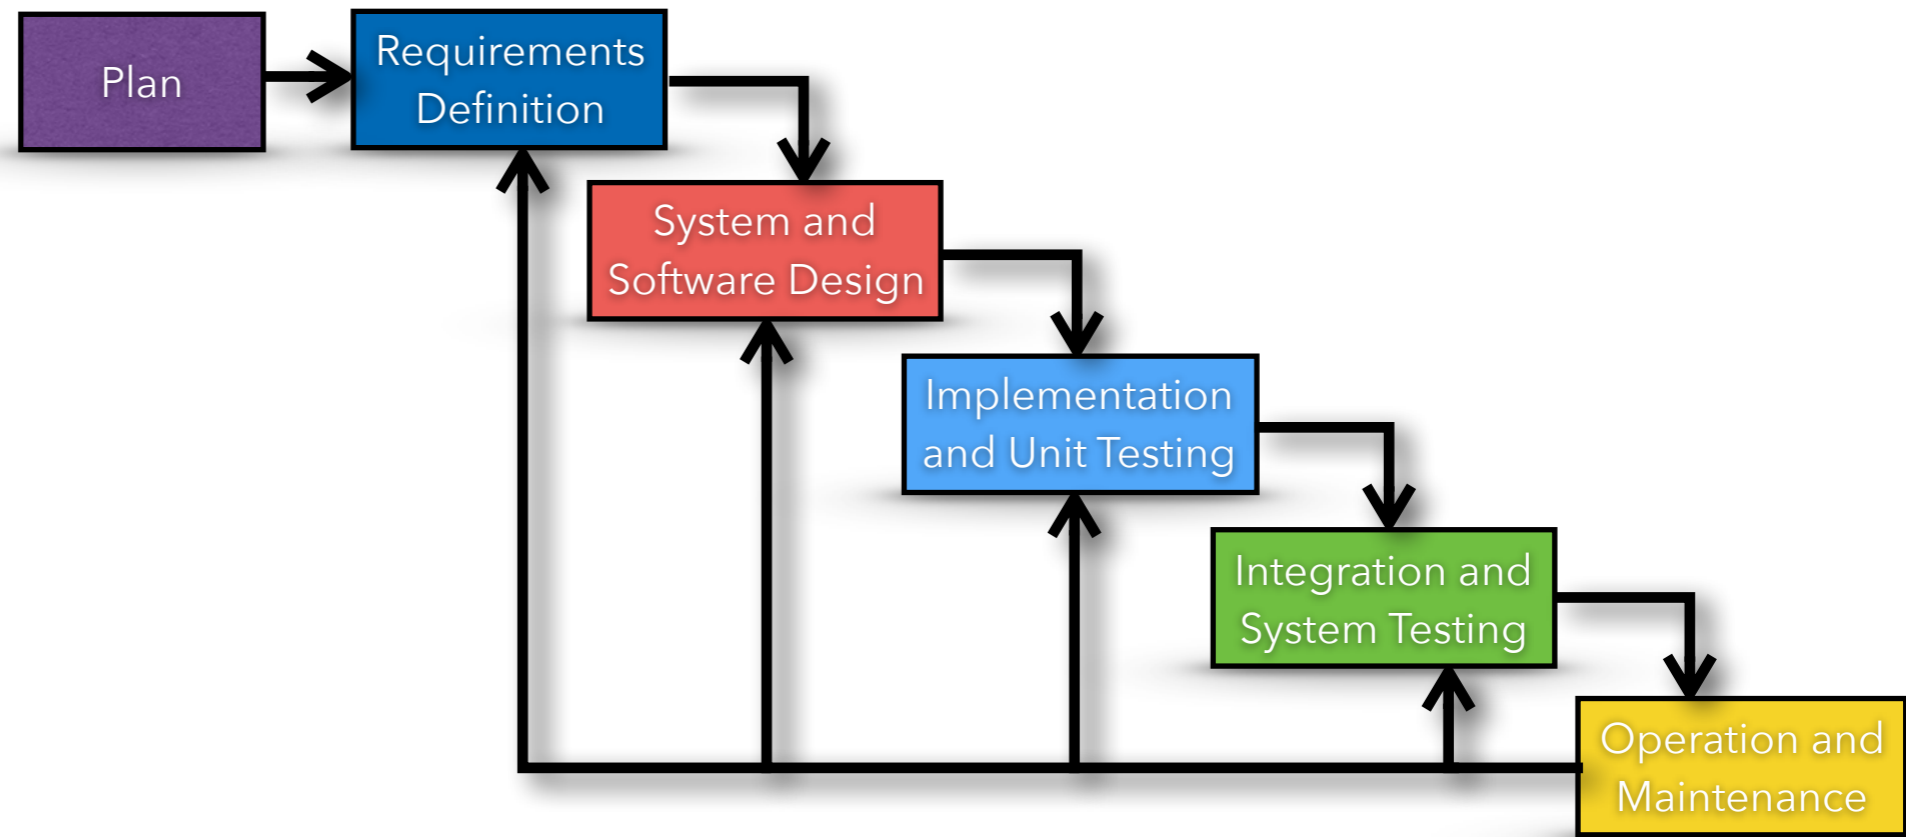 Plan
Requirements
Definition
System and
Software Design
Implementation
and Unit Testing
Integration and
System Testing
Operation and
Maintenance